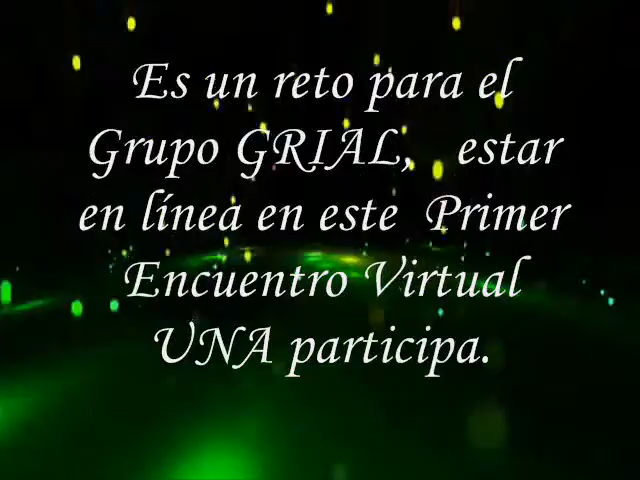 Es un reto para el
Grupo GRIAL, estar
en línea en este Primer
Encuentro Virtual
UNA participa.